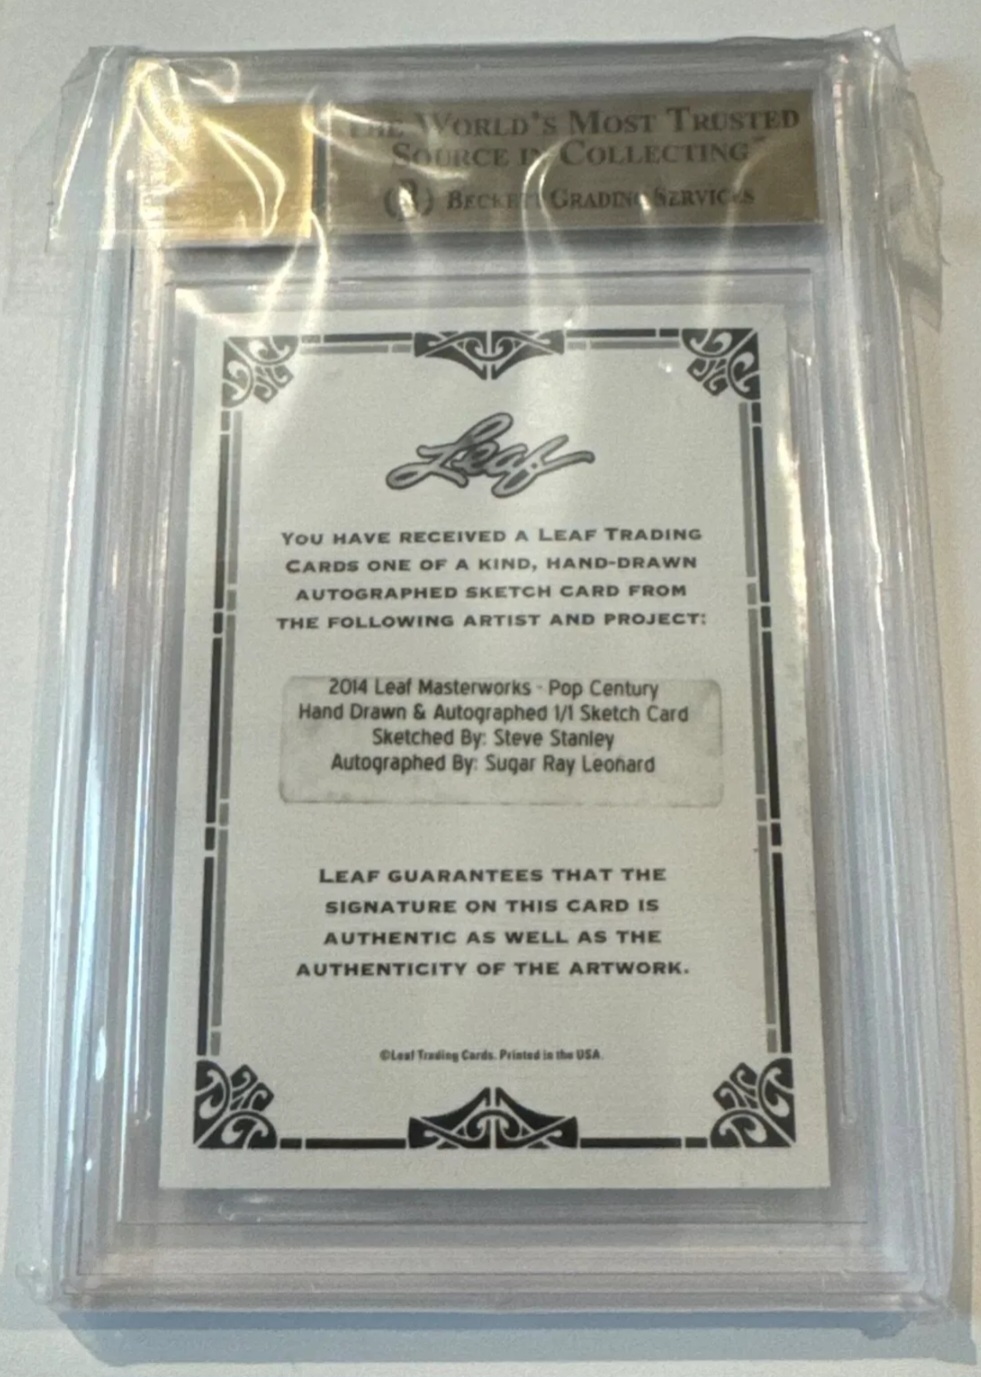 THE WORLD'S MOST TRUSTED
SOURCE IN COLLECTING™
BECKETT GRADING SERVICES
Leaf
YOU HAVE RECEIVED A LEAF TRADING
CARDS ONE OF A KIND, HAND-DRAWN
AUTOGRAPHED SKETCH CARD FROM
THE FOLLOWING ARTIST AND PROJECT:
2014 Leaf Masterworks - Pop Century
Hand Drawn & Autographed 1/1 Sketch Card
Sketched By: Steve Stanley
Autographed By: Sugar Ray Leonard
LEAF GUARANTEES THAT THE
SIGNATURE ON THIS CARD IS
AUTHENTIC AS WELL AS THE
AUTHENTICITY OF THE ARTWORK.
©Leaf Trading Cards. Printed in the USA.